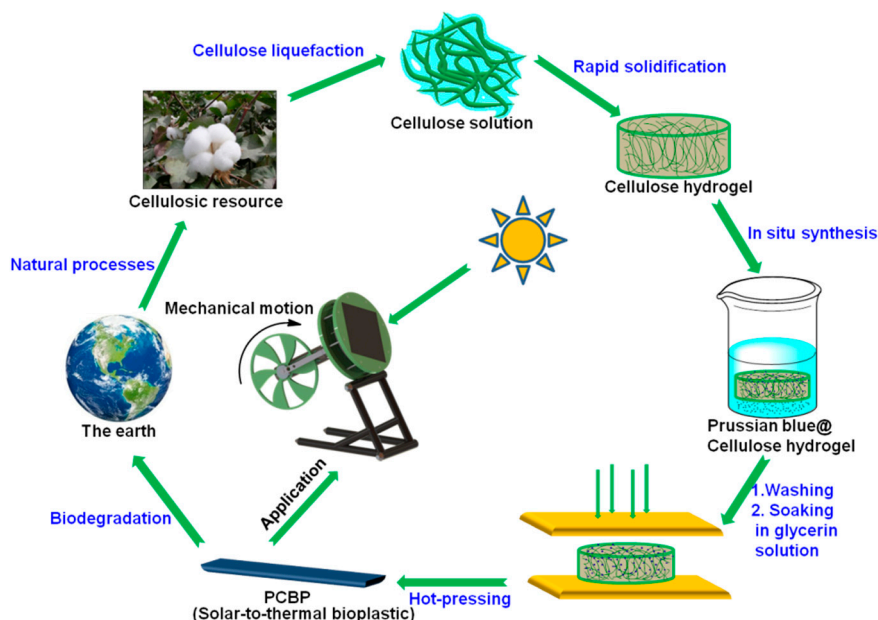 Cellulose liquefaction
Cellulose solution
Rapid solidification
Cellulose hydrogel
In situ synthesis
Prussian blue@
Cellulose hydrogel
1.Washing
2. Soaking
in glycerin
solution
Hot-pressing
PCBP
(Solar-to-thermal bioplastic)
Application
Mechanical motion
Biodegradation
The earth
Natural processes
Cellulosic resource